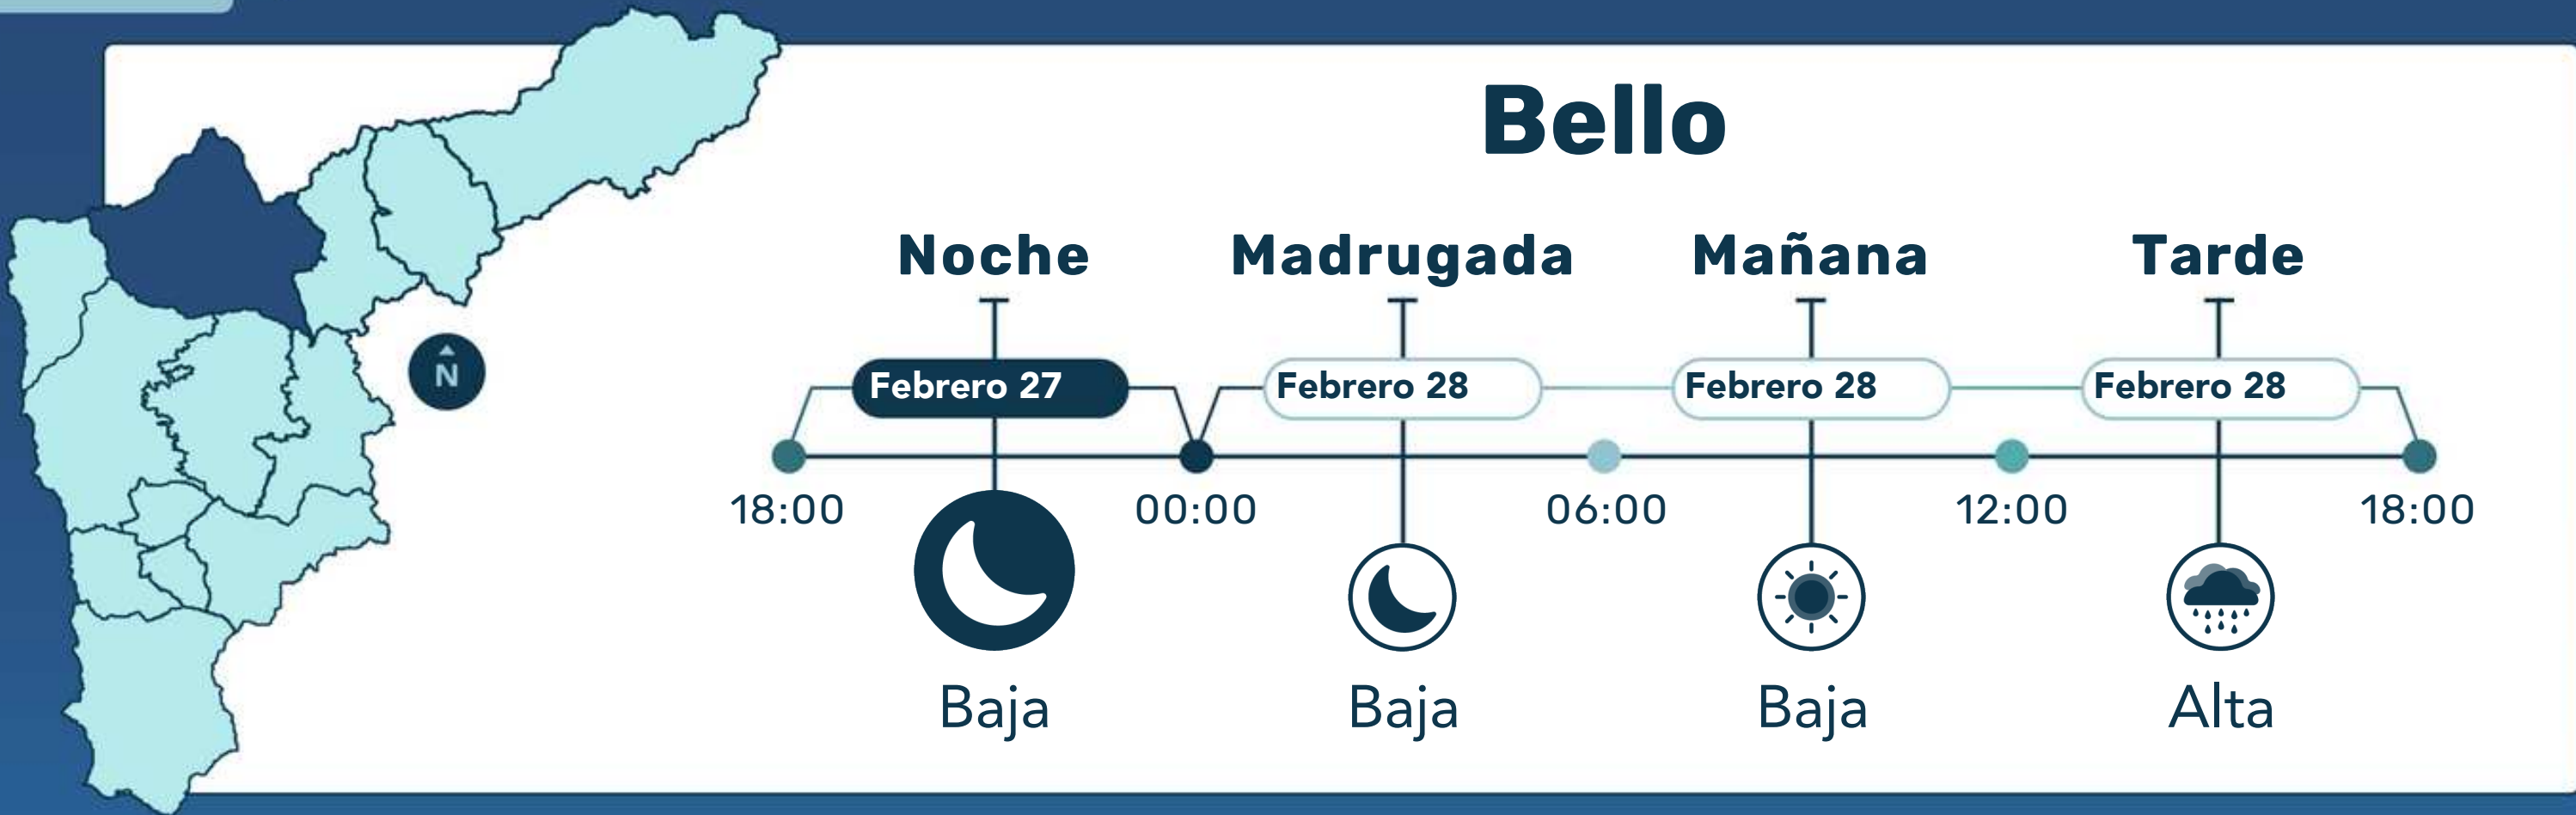 Bello
Noche Madrugada Mañana Tarde
Febrero 27 Febrero 28 Febrero 28 Febrero 28
N
18:00 00:00 06:00 12:00 18:00
Baja Baja Baja Alta